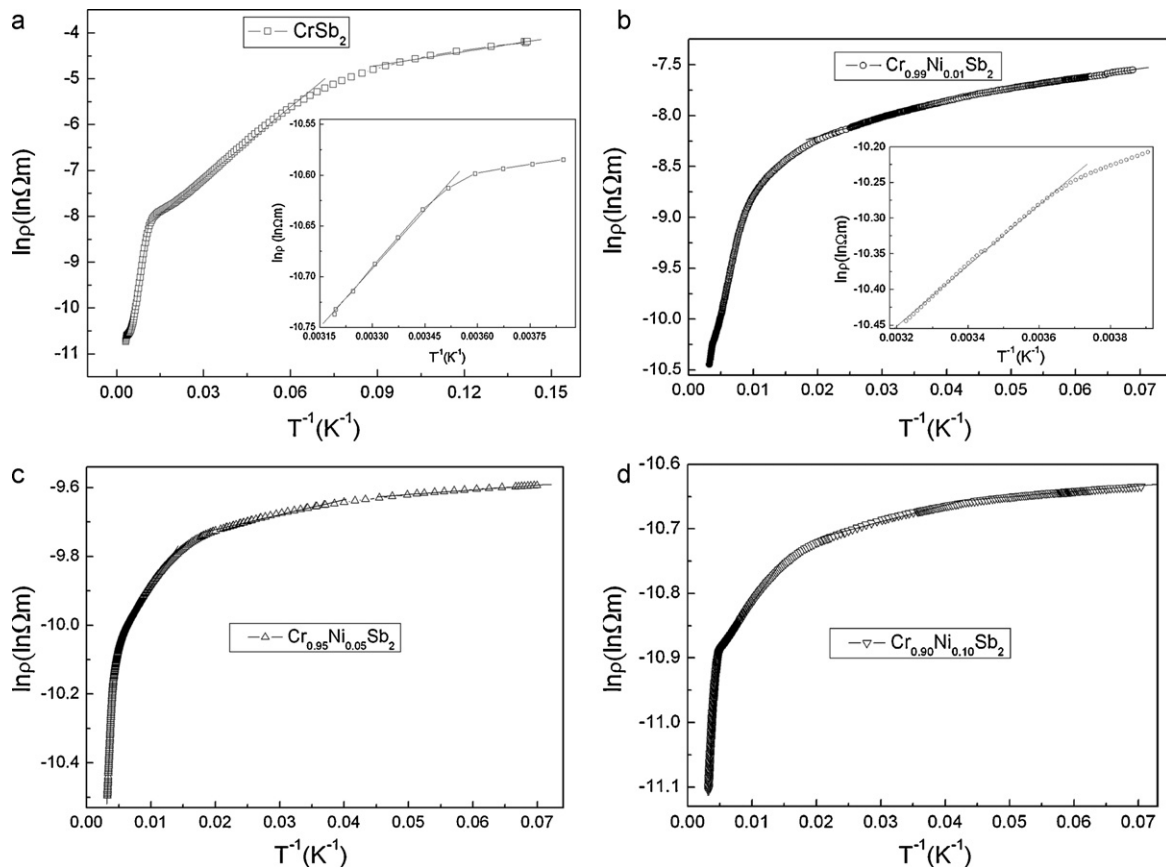 a
CrSb2
lnρ(lnΩm)
-4
-5
-6
-7
-8
-9
-10
-11
0.00 0.03 0.06 0.09 0.12 0.15
T-1(K-1)
lnρ (lnΩm)
-10.55
-10.60
-10.65
-10.70
-10.75
0.00315 0.00330 0.00345 0.00360 0.00375
T-1(K-1)
b
Cr0.99Ni0.01Sb2
lnρ(lnΩm)
-7.5
-8.0
-8.5
-9.0
-9.5
-10.0
-10.5
0.00 0.01 0.02 0.03 0.04 0.05 0.06 0.07
T-1(K-1)
lnρ(lnΩm)
-10.20
-10.25
-10.30
-10.35
-10.40
-10.45
0.0032 0.0034 0.0036 0.0038
T-1(K-1)
c
Cr0.95Ni0.05Sb2
lnρ(lnΩm)
-9.6
-9.8
-10.0
-10.2
-10.4
0.00 0.01 0.02 0.03 0.04 0.05 0.06 0.07
T-1(K-1)
d
Cr0.90Ni0.10Sb2
lnρ(lnΩm)
-10.6
-10.7
-10.8
-10.9
-11.0
-11.1
0.00 0.01 0.02 0.03 0.04 0.05 0.06 0.07
T-1(K-1)